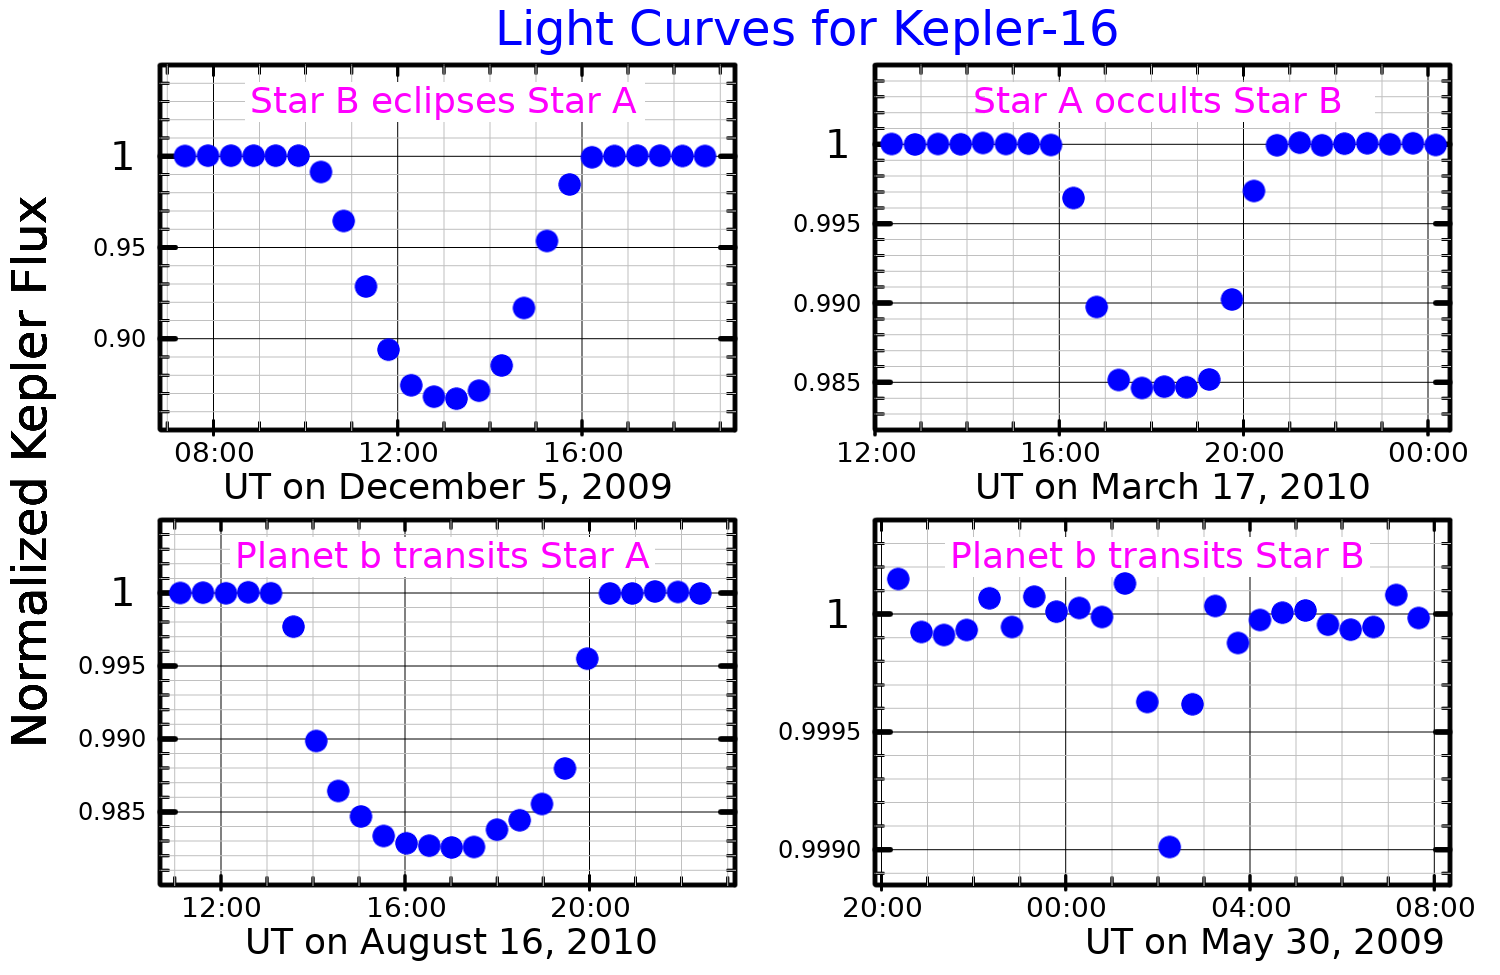 Light Curves for Kepler-16
Normalized Kepler Flux
Star B eclipses Star A
1
0.95
0.90
08:00 12:00 16:00
UT on December 5, 2009
Star A occults Star B
1
0.995
0.990
0.985
12:00 16:00 20:00 00:00
UT on March 17, 2010
Planet b transits Star A
1
0.995
0.990
0.985
12:00 16:00 20:00
UT on August 16, 2010
Planet b transits Star B
1
0.9995
0.9990
20:00 00:00 04:00 08:00
UT on May 30, 2009